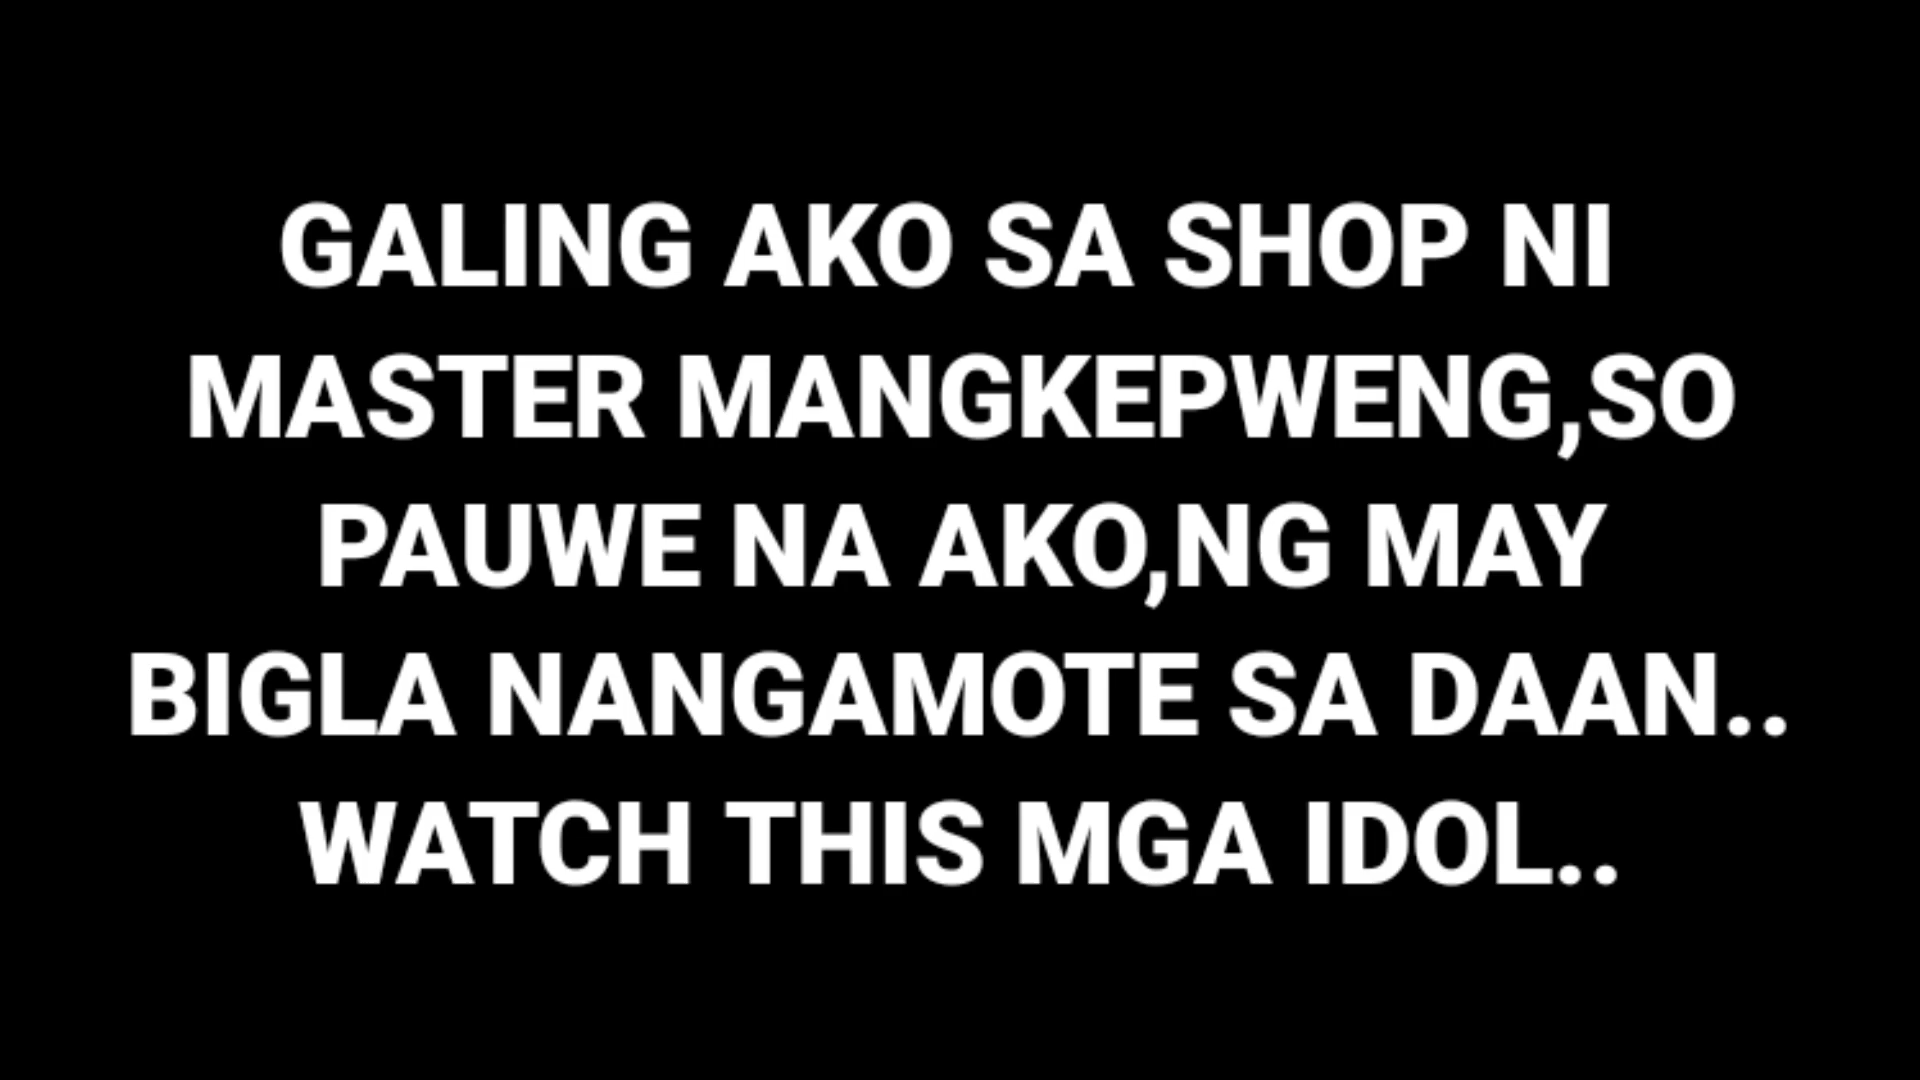 GALING AKO SA SHOP NI
MASTER MANGKEPWENG,SO
PAUWE NA AKO,NG MAY
BIGLA NANGAMOTE SA DAAN..
WATCH THIS MGA IDOL..